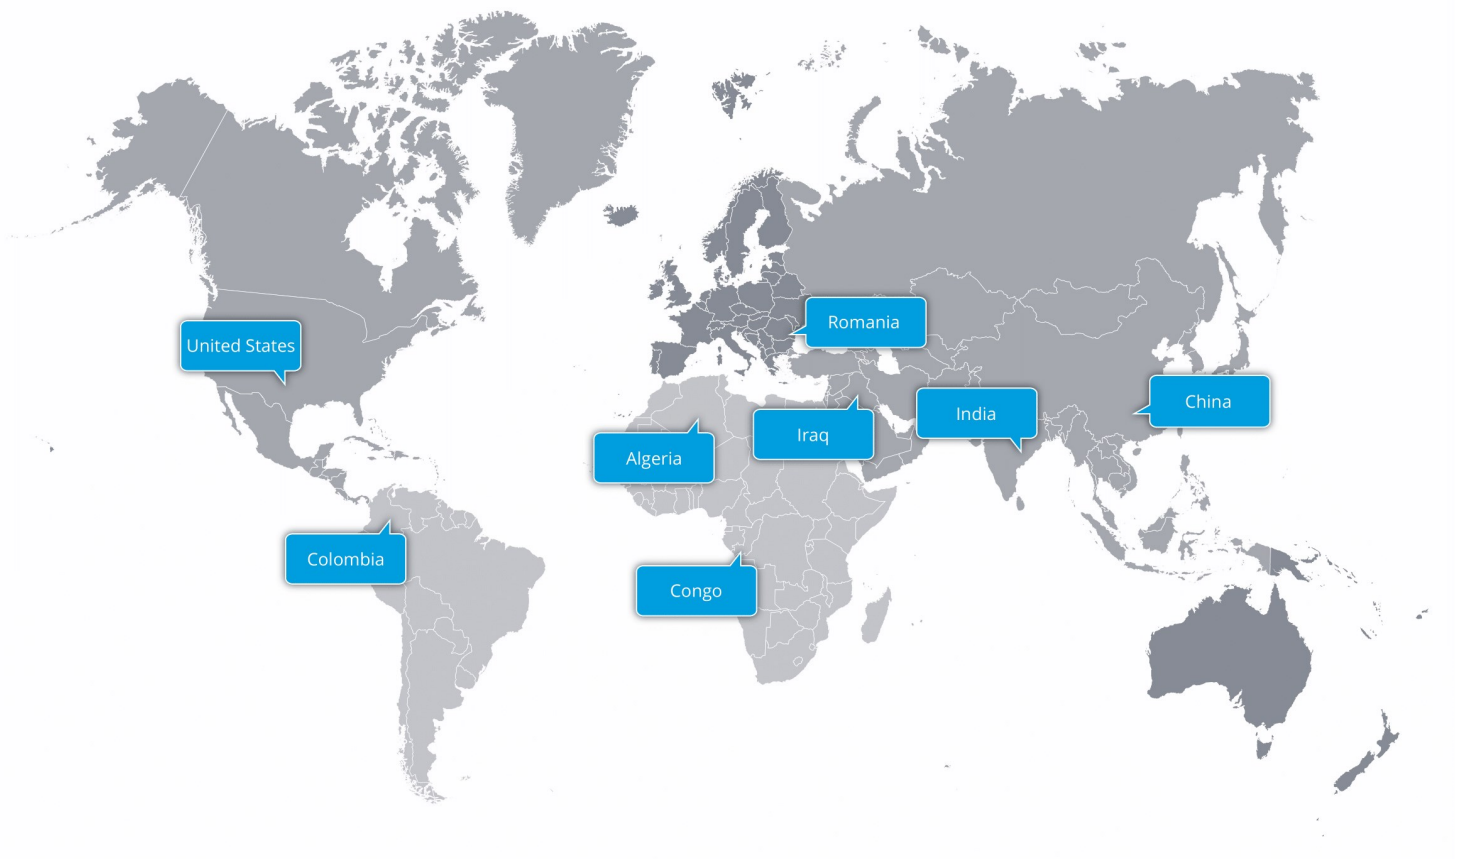 Romania
United States
China
India
Iraq
Algeria
Colombia
Congo